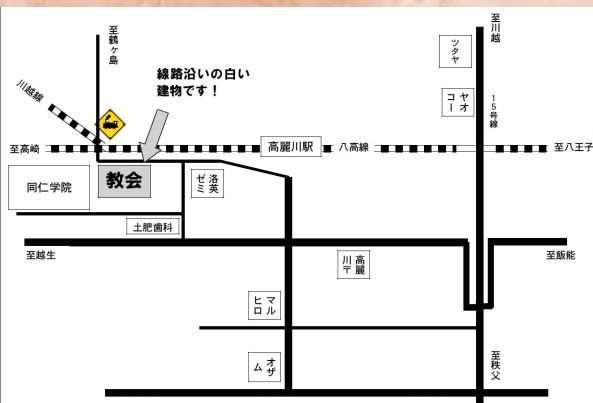 至鶴ヶ島
至川越
ツタヤ
線路沿いの白い
建物です！
川越線
ヤオコー
15号線
至高崎
高麗川駅
八高線
至八王子
同仁学院
教会
洛英ゼミ
土肥歯科
至越生
高麗川〒
至飯能
マルヒロ
オザム
至秩父